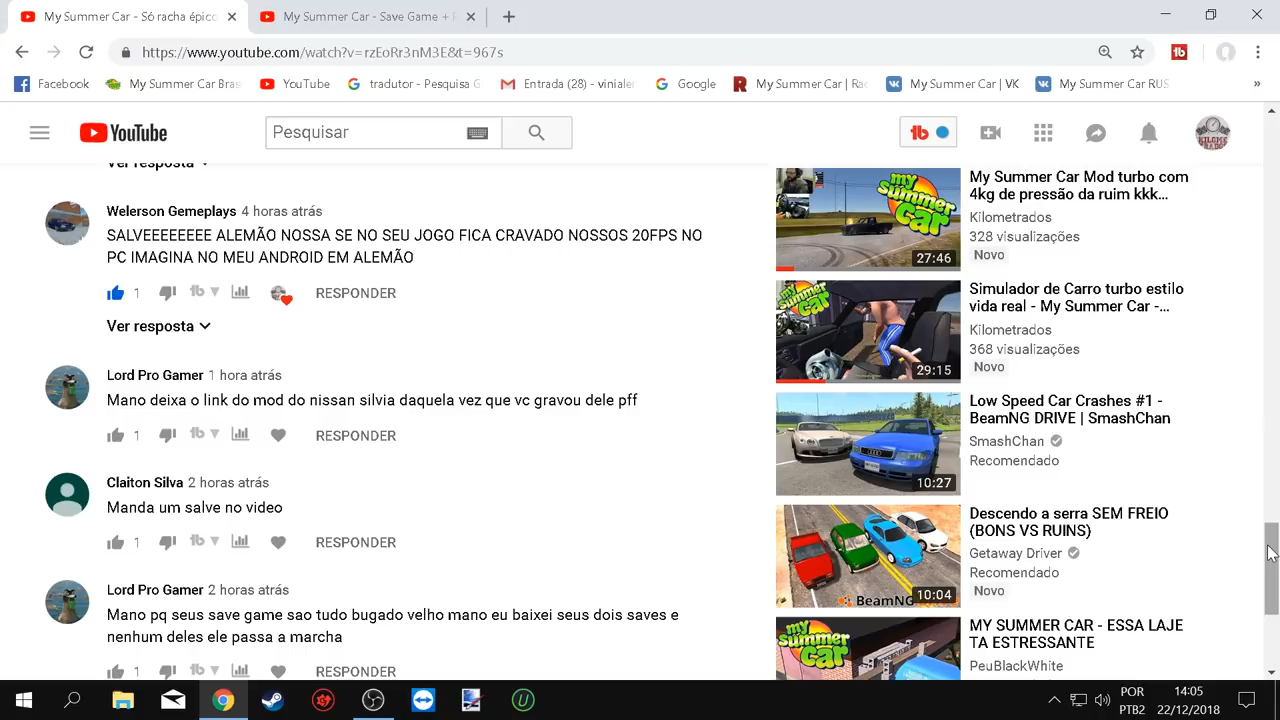 My Summer Car - Só racha épico
My Summer Car - Save Game +
https://www.youtube.com/watch?v=rzEoRr3nM3E&t=967s
Facebook
My Summer Car Bras
YouTube
tradutor - Pesquisa G
Entrada (28) - vinialer
Google
My Summer Car | Ra
My Summer Car | VK
My Summer Car RUS
»
YouTube
Pesquisar
Ver resposta
Welerson Gemeplays 4 horas atrás
SALVEEEEEEEE ALEMÃO NOSSA SE NO SEU JOGO FICA CRAVADO NOSSOS 20FPS NO
PC IMAGINA NO MEU ANDROID EM ALEMÃO
1 RESPONDER
Ver resposta
Lord Pro Gamer 1 hora atrás
Mano deixa o link do mod do nissan silvia daquela vez que vc gravou dele pff
1 RESPONDER
Claiton Silva 2 horas atrás
Manda um salve no video
1 RESPONDER
Lord Pro Gamer 2 horas atrás
Mano pq seus save game sao tudo bugado velho mano eu baixei seus dois saves e
nenhum deles ele passa a marcha
1 RESPONDER
my summer car
27:46
My Summer Car Mod turbo com
4kg de pressão da ruim kkk...
Kilometrados
328 visualizações
Novo
my summer car
29:15
Simulador de Carro turbo estilo
vida real - My Summer Car -...
Kilometrados
368 visualizações
Novo
10:27
Low Speed Car Crashes #1 -
BeamNG DRIVE | SmashChan
SmashChan
Recomendado
BeamNG
10:04
Descendo a serra SEM FREIO
(BONS VS RUINS)
Getaway Driver
Recomendado
Novo
my summer car
MY SUMMER CAR - ESSA LAJE
TA ESTRESSANTE
PeuBlackWhite
POR
PTB2
14:05
22/12/2018